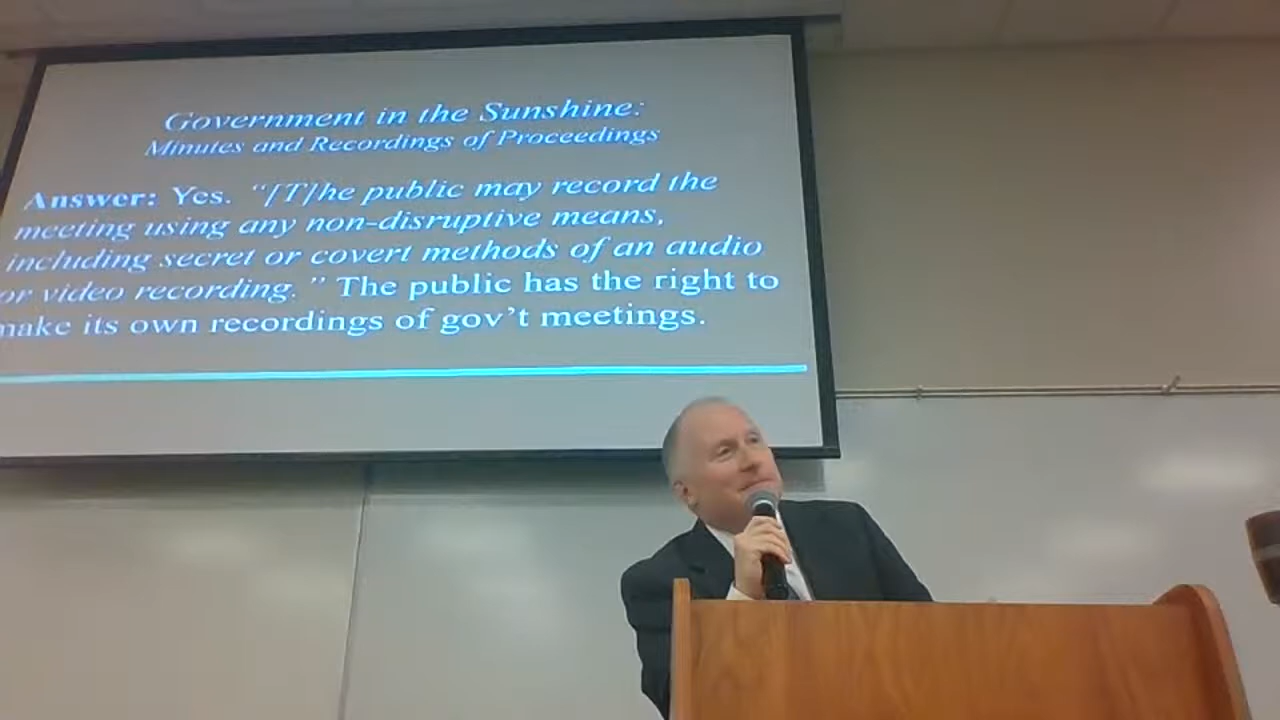 Government in the Sunshine:
Minutes and Recordings of Proceedings
Answer: Yes. “[T]he public may record the
meeting using any non-disruptive means,
including secret or covert methods of an audio
or video recording. ” The public has the right to
make its own recordings of gov’t meetings.